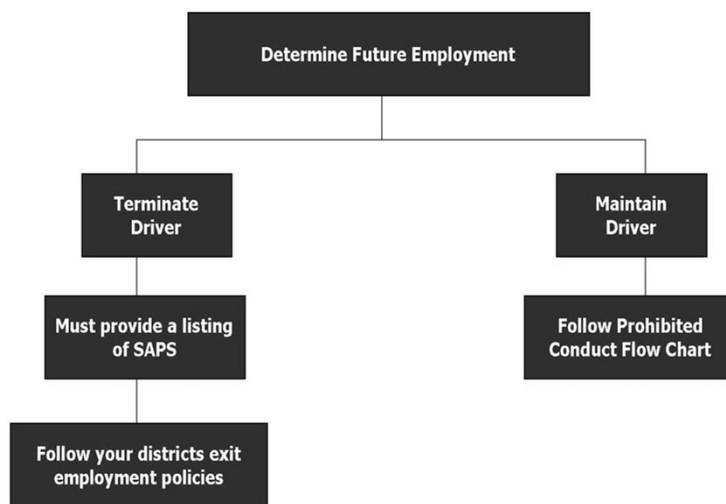 Determine Future Employment
Terminate
Driver
Maintain
Driver
Must provide a listing
of SAPS
Follow Prohibited
Conduct Flow Chart
Follow your districts exit
employment policies